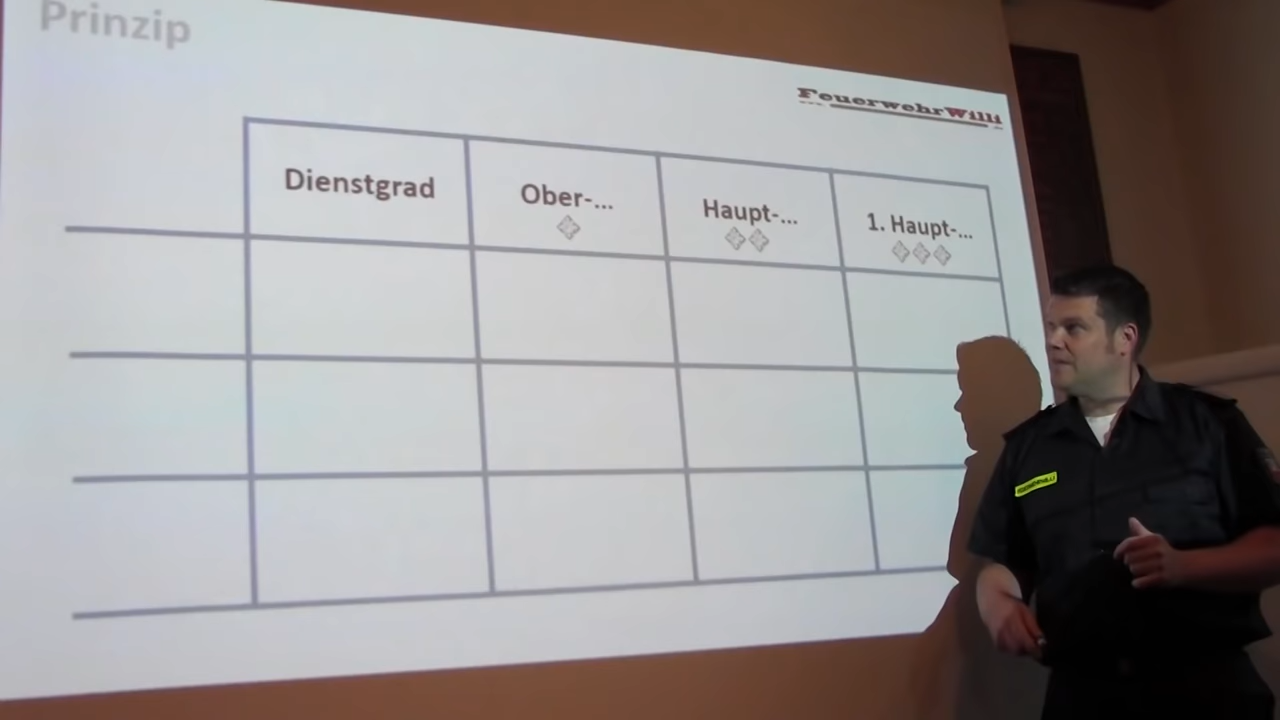 Prinzip
FeuerwehrWilli
Dienstgrad
Ober-...
Haupt-...
1. Haupt-...